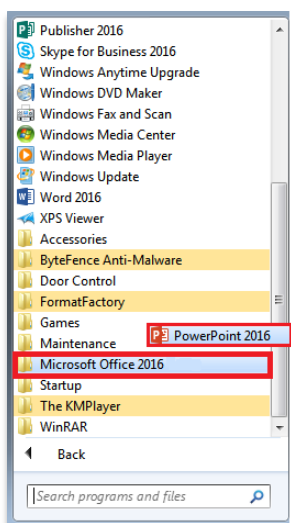 Publisher 2016
Skype for Business 2016
Windows Anytime Upgrade
Windows DVD Maker
Windows Fax and Scan
Windows Media Center
Windows Media Player
Windows Update
Word 2016
XPS Viewer
Accessories
ByteFence Anti-Malware
Door Control
FormatFactory
Games
PowerPoint 2016
Maintenance
Microsoft Office 2016
Startup
The KMPlayer
WinRAR
Back
Search programs and files